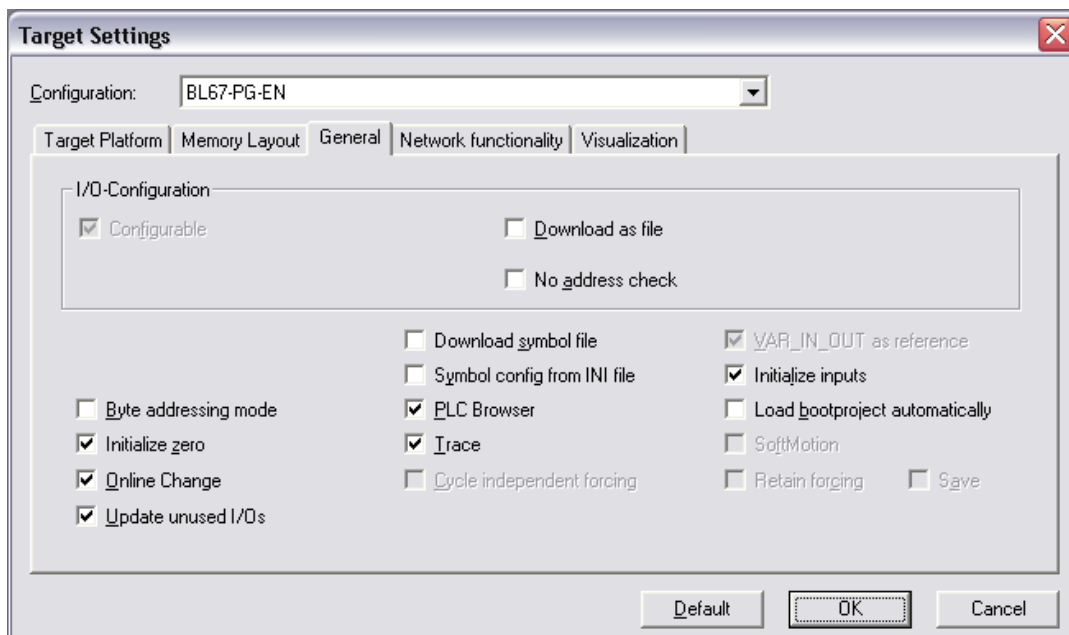 Target Settings
Configuration: BL67-PG-EN
Target Platform Memory Layout General Network functionality Visualization
I/O-Configuration
Configurable Download as file
No address check
Download symbol file VAR_IN_OUT as reference
Symbol config from INI file Initialize inputs
Byte addressing mode PLC Browser Load bootproject automatically
Initialize zero Trace SoftMotion
Online Change Cycle independent forcing Retain forcing Save
Update unused I/Os
Default OK Cancel